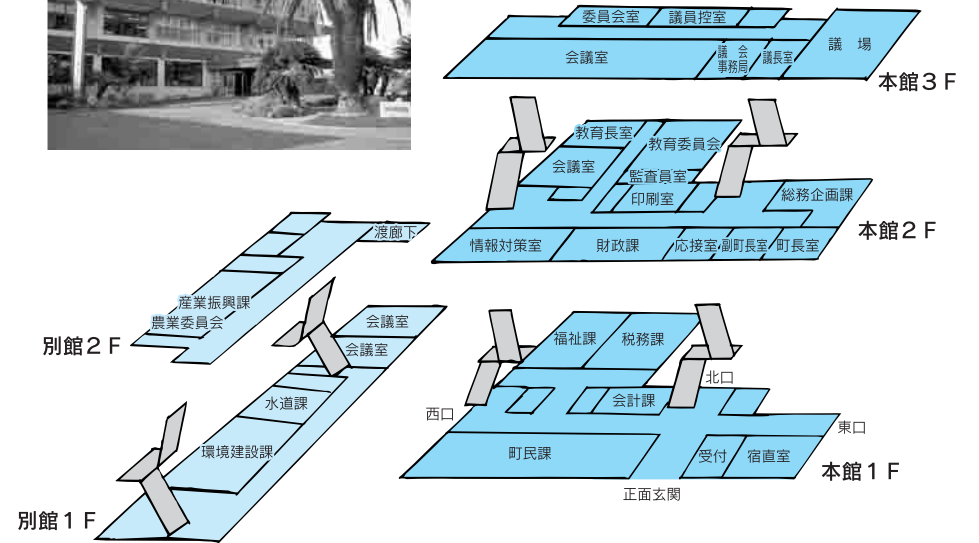 委員会室
議員控室
会議室
議会
事務局
議長室
議場
本館3F
教育長室
教育委員会
会議室
監査員室
印刷室
総務企画課
情報対策室
財政課
応接室
副町長室
町長室
本館2F
渡廊下
産業振興課
農業委員会
別館2F
会議室
会議室
水道課
環境建設課
別館1F
福祉課
税務課
北口
会計課
西口
東口
町民課
受付
宿直室
正面玄関
本館1F